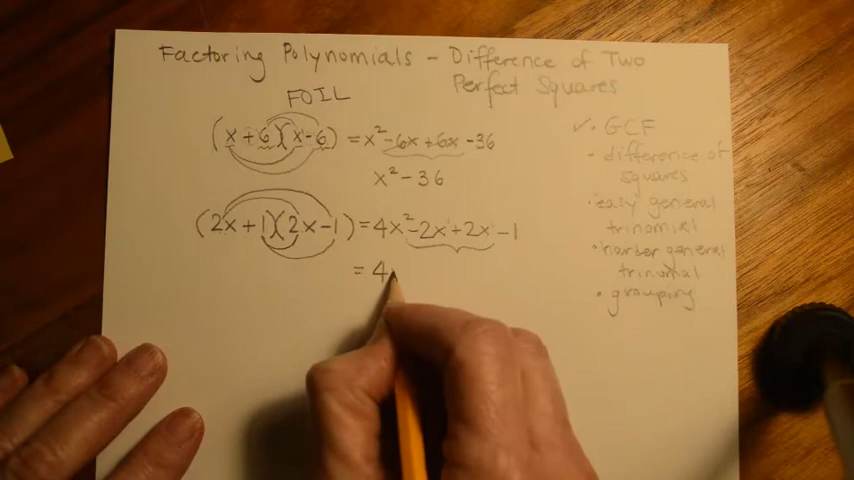 Factoring Polynomials - Difference of Two
Perfect Squares
FOIL
(x+6)(x-6) = x²-6x+6x-36
x²-36
(2x+1)(2x-1) = 4x²-2x+2x-1
= 4
✓• GCF
• difference of
squares
• "easy" general
trinomial
• harder general
trinomial
• grouping